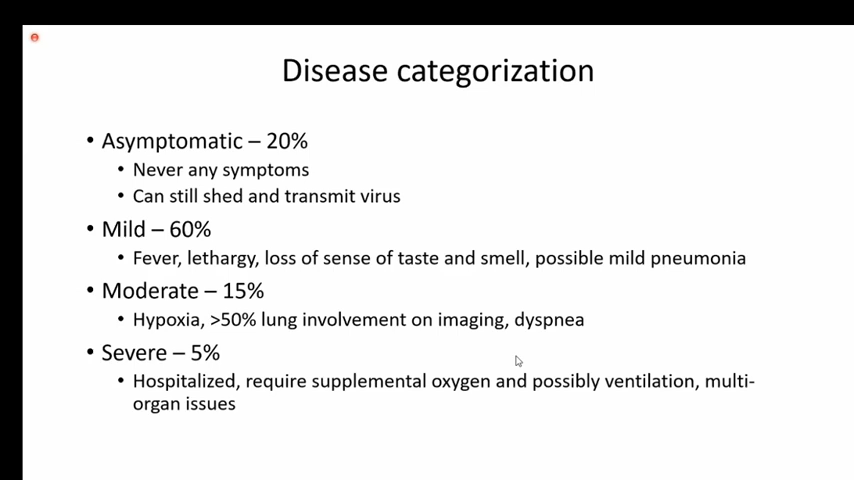 Disease categorization
• Asymptomatic – 20%
• Never any symptoms
• Can still shed and transmit virus
• Mild – 60%
• Fever, lethargy, loss of sense of taste and smell, possible mild pneumonia
• Moderate – 15%
• Hypoxia, >50% lung involvement on imaging, dyspnea
• Severe – 5%
• Hospitalized, require supplemental oxygen and possibly ventilation, multi-
organ issues